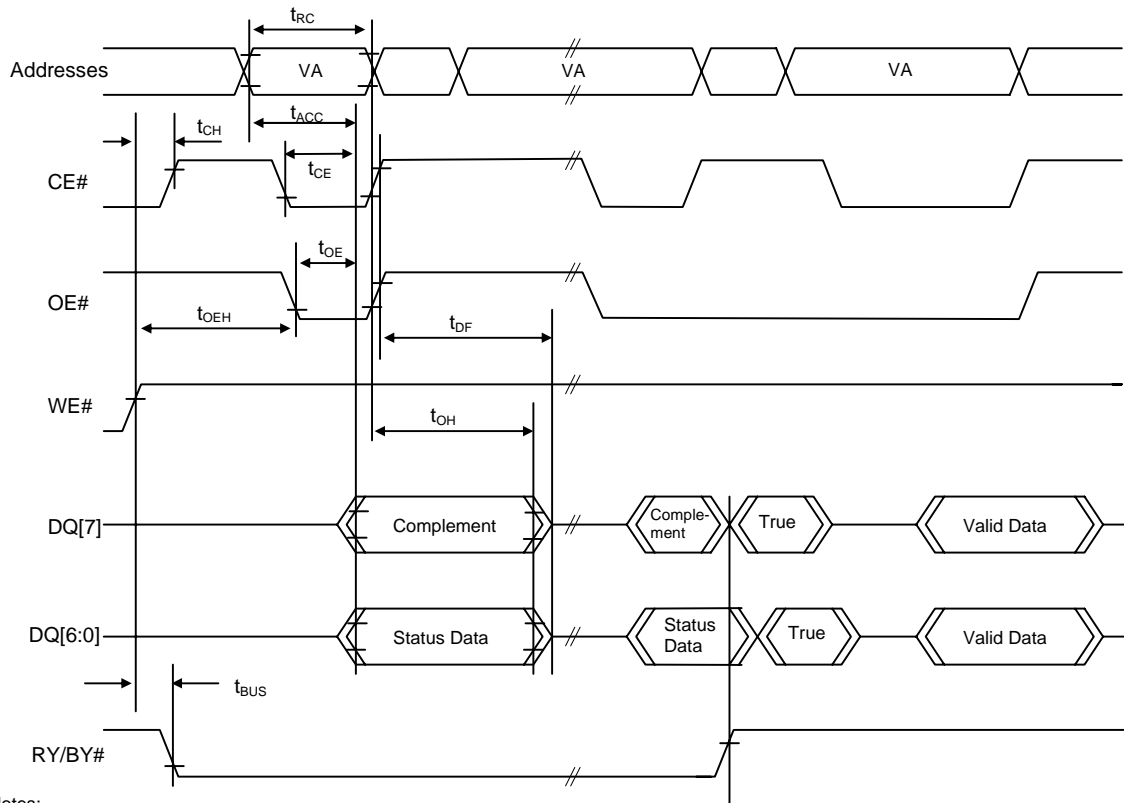 tRC
Addresses VA VA VA
tACC
tCH
tCE
CE#
tOE
OE#
tOEH
tDF
WE#
tOH
DQ[7] Complement Comple-
ment True Valid Data
DQ[6:0] Status Data Status
Data True Valid Data
tBUS
RY/BY#